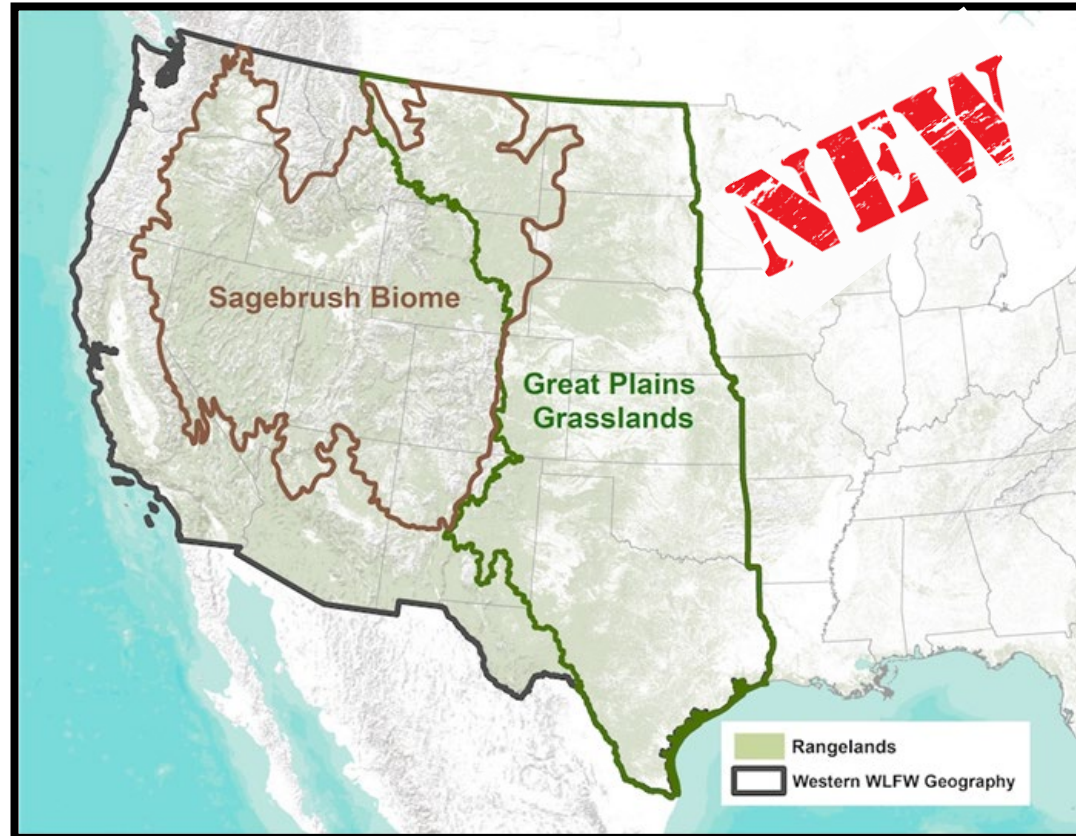 NEW
Sagebrush Biome
Great Plains
Grasslands
Rangelands
Western WLFW Geography